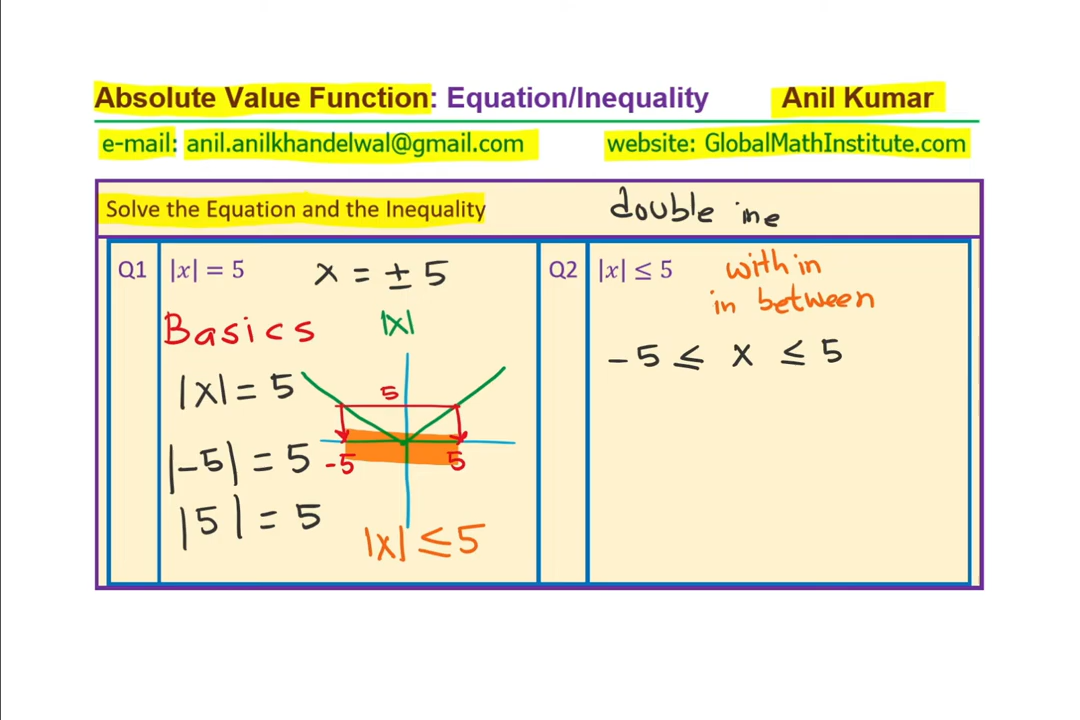 Absolute Value Function: Equation/Inequality Anil Kumar
e-mail: anil.anilkhandelwal@gmail.com website: GlobalMathInstitute.com
Solve the Equation and the Inequality double ine
Q1 |x| = 5 x = ± 5
Basics |x|
|x| = 5
5
|-5| = 5 -5 5
|5| = 5
|x| ≤ 5
Q2 |x| ≤ 5 with in
in between
-5 ≤ x ≤ 5